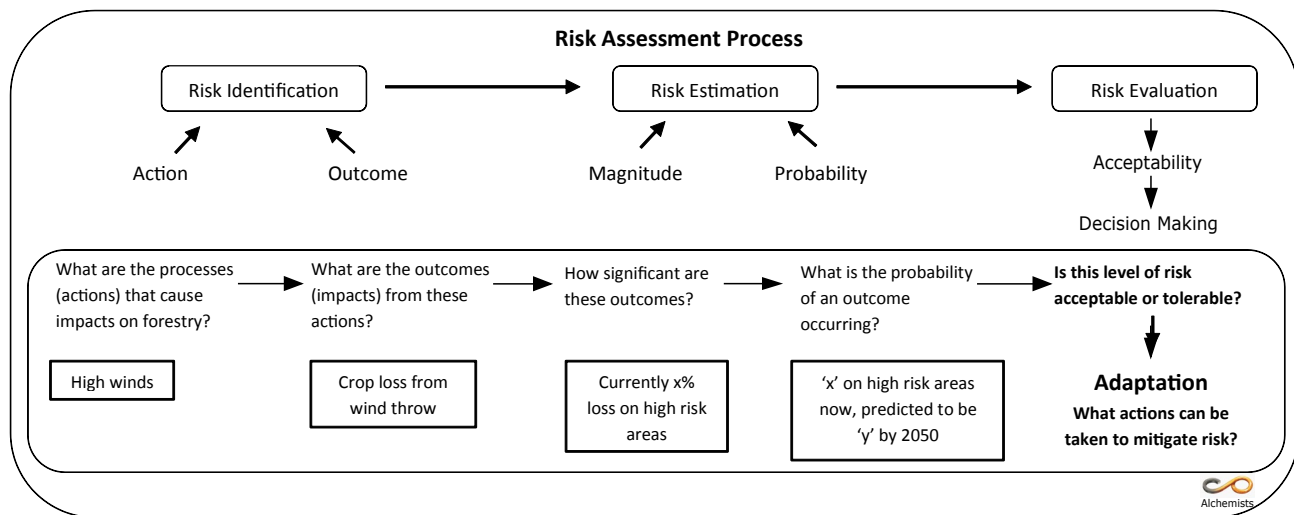 Risk Assessment Process
Risk Identification
Risk Estimation
Risk Evaluation
Action
Outcome
Magnitude
Probability
Acceptability
Decision Making
What are the processes
(actions) that cause
impacts on forestry?
What are the outcomes
(impacts) from these
actions?
How significant are
these outcomes?
What is the probability
of an outcome
occurring?
Is this level of risk
acceptable or tolerable?
High winds
Crop loss from
wind throw
Currently x%
loss on high risk
areas
‘x’ on high risk areas
now, predicted to be
‘y’ by 2050
Adaptation
What actions can be
taken to mitigate risk?
Alchemists